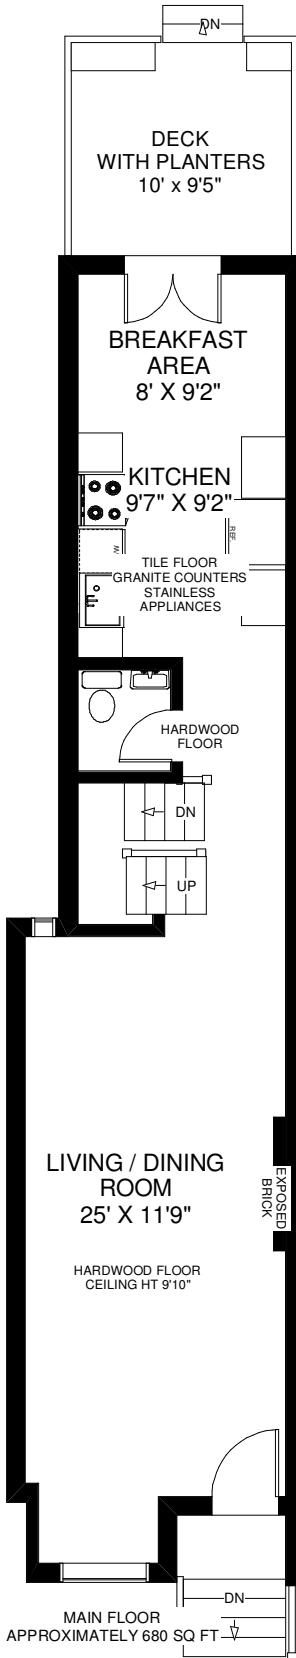 DN
DECK
WITH PLANTERS
10' x 9'5"
BREAKFAST
AREA
8' X 9'2"
KITCHEN
9'7" X 9'2"
REF.
TILE FLOOR
GRANITE COUNTERS
STAINLESS
APPLIANCES
HARDWOOD
FLOOR
DN
UP
LIVING / DINING
ROOM
25' X 11'9"
EXPOSED
BRICK
HARDWOOD FLOOR
CEILING HT 9'10"
DN
MAIN FLOOR
APPROXIMATELY 680 SQ FT